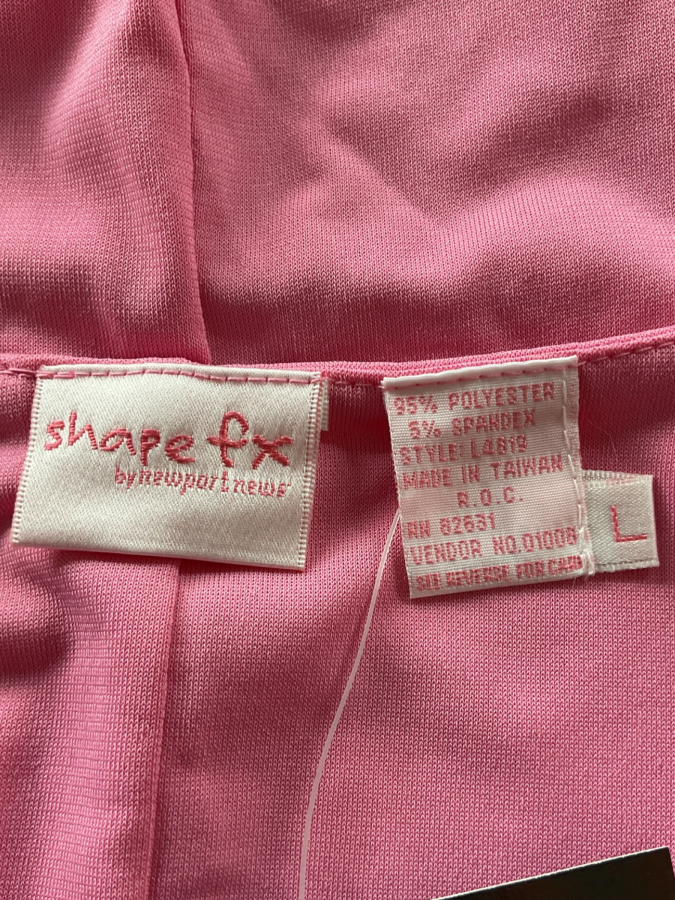 shape fx
by newport news
95% POLYESTER
5% SPANDEX
STYLE: L4819
MADE IN TAIWAN
R.O.C.
RN 82631
VENDOR NO.01008
SEE REVERSE FOR CARE
L